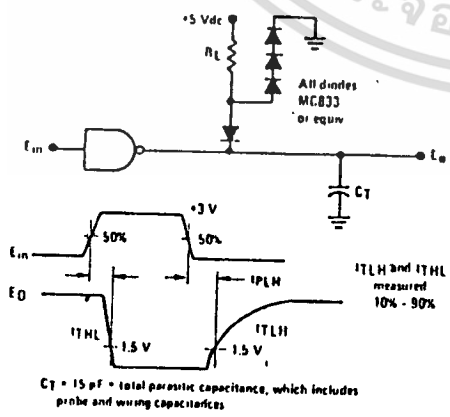 +5 Vdc
RL
All diodes
MC833
or equiv
Ein
Eo
CT
+3 V
50%
50%
Ein
tPLH
tTLH and tTHL
measured
10% - 90%
EO
tTHL
tTLH
1.5 V
1.5 V
CT = 15 pF = total parasitic capacitance, which includes
probe and wiring capacitances